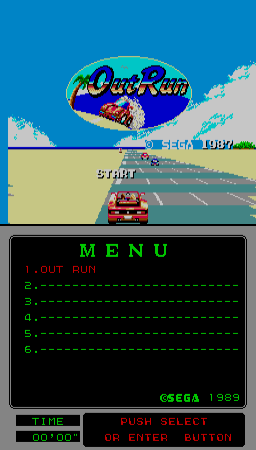 OutRun
© SEGA 1987
START
MENU
1.OUT RUN
2.------------------------
3.------------------------
4.------------------------
5.------------------------
6.------------------------
©SEGA 1989
TIME
00'00"
PUSH SELECT
OR ENTER BUTTON